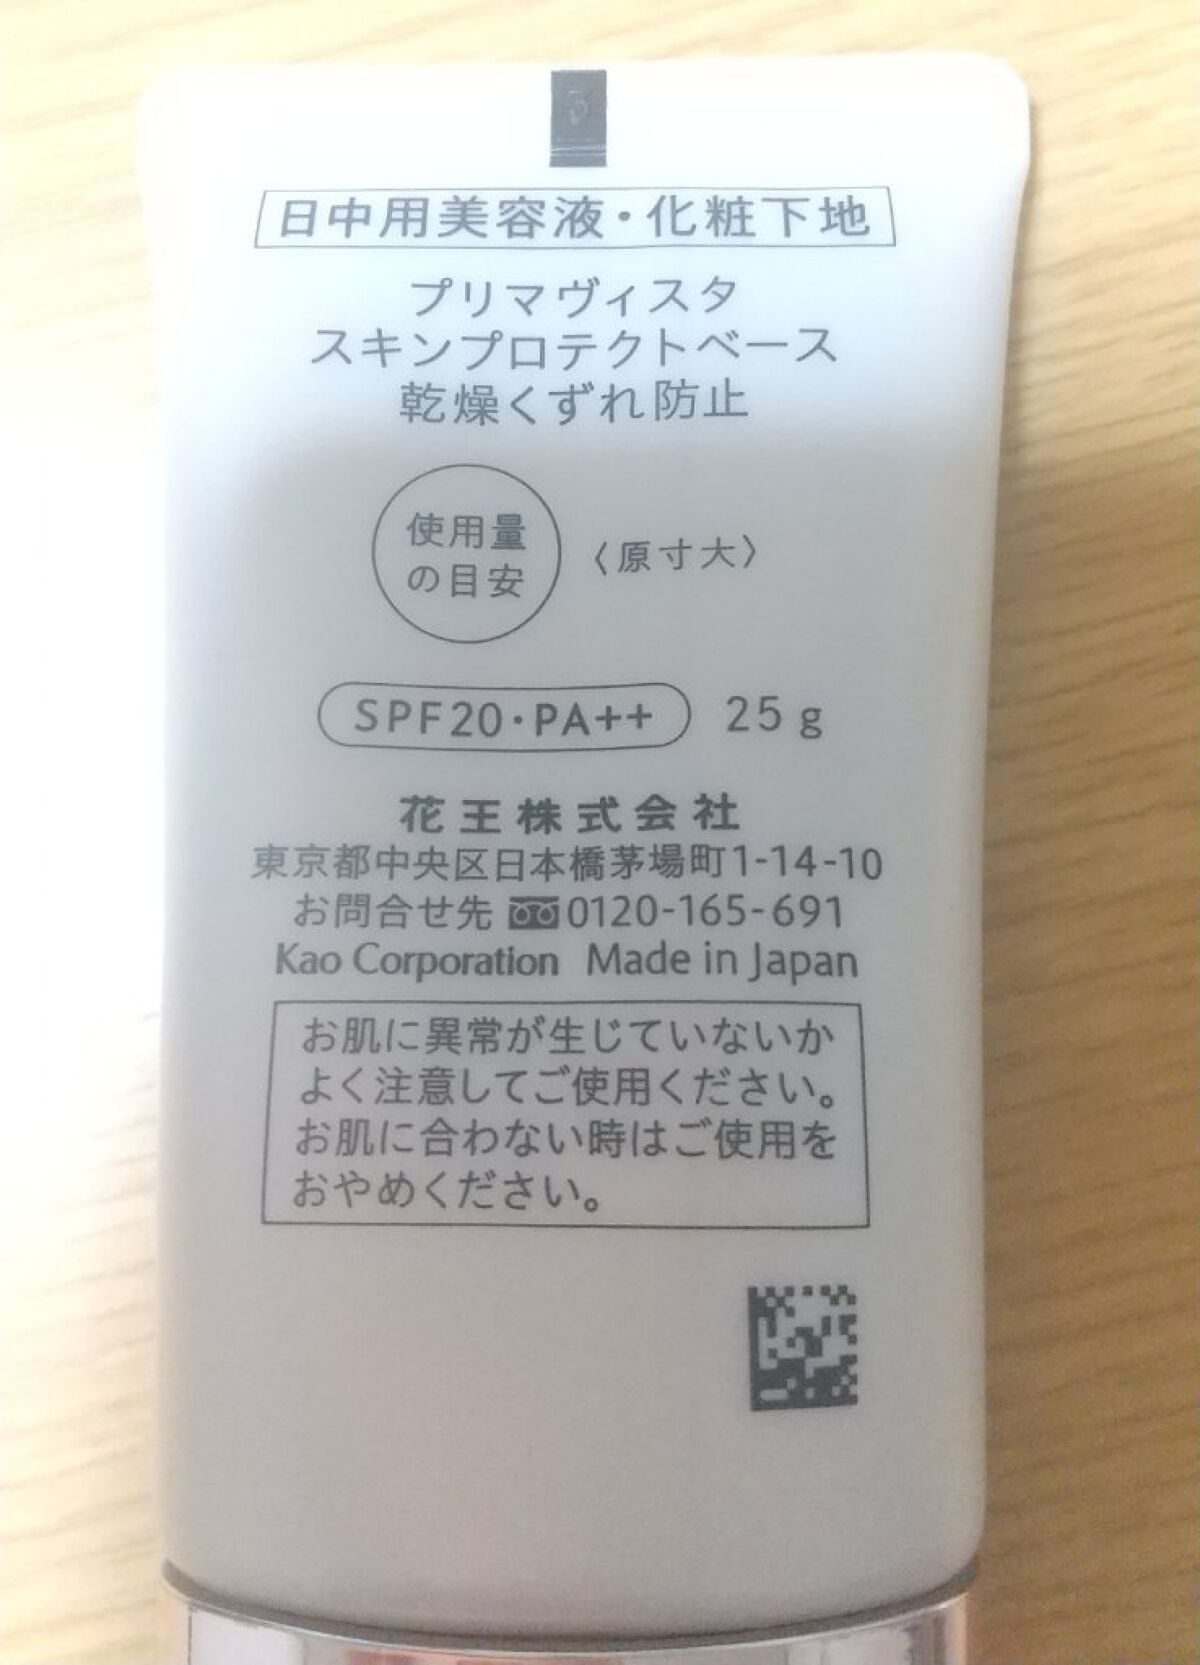 日中用美容液・化粧下地
プリマヴィスタ
スキンプロテクトベース
乾燥くずれ防止
使用量
の目安
〈原寸大〉
SPF20・PA++ 25g
花王株式会社
東京都中央区日本橋茅場町1-14-10
お問合せ先 0120-165-691
Kao Corporation Made in Japan
お肌に異常が生じていないか
よく注意してご使用ください。
お肌に合わない時はご使用を
おやめください。